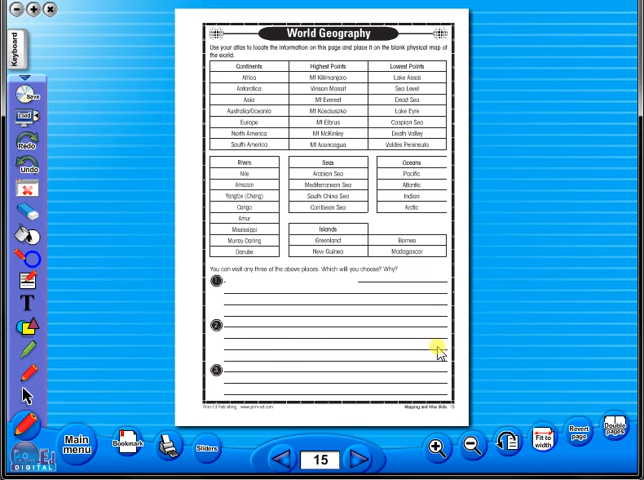 World Geography
Use your atlas to locate the information on this page and place it on the blank physical map of
the world.
Continents Highest Points Lowest Points
Africa Mt Kilimanjaro Lake Assal
Antarctica Vinson Massif Sea Level
Asia Mt Everest Dead Sea
Australia/Oceania Mt Kosciuszko Lake Eyre
Europe Mt Elbrus Caspian Sea
North America Mt McKinley Death Valley
South America Mt Aconcagua Valdés Peninsula
Rivers Seas Oceans
Nile Arabian Sea Pacific
Amazon Mediterranean Sea Atlantic
Yangtze (Chang) South China Sea Indian
Congo Caribbean Sea Arctic
Amur
Mississippi Islands
Murray-Darling Greenland Borneo
Danube New Guinea Madagascar
You can visit any three of the above places. Which will you choose? Why?
1
2
3
Prim-Ed Publishing www.prim-ed.com Mapping and Atlas Skills 13
Keyboard
Save
Load
Redo
Undo
T
DIGITAL
Main
menu
Bookmark
Sliders
15
Fit to
width
Revert
page
Double
pages